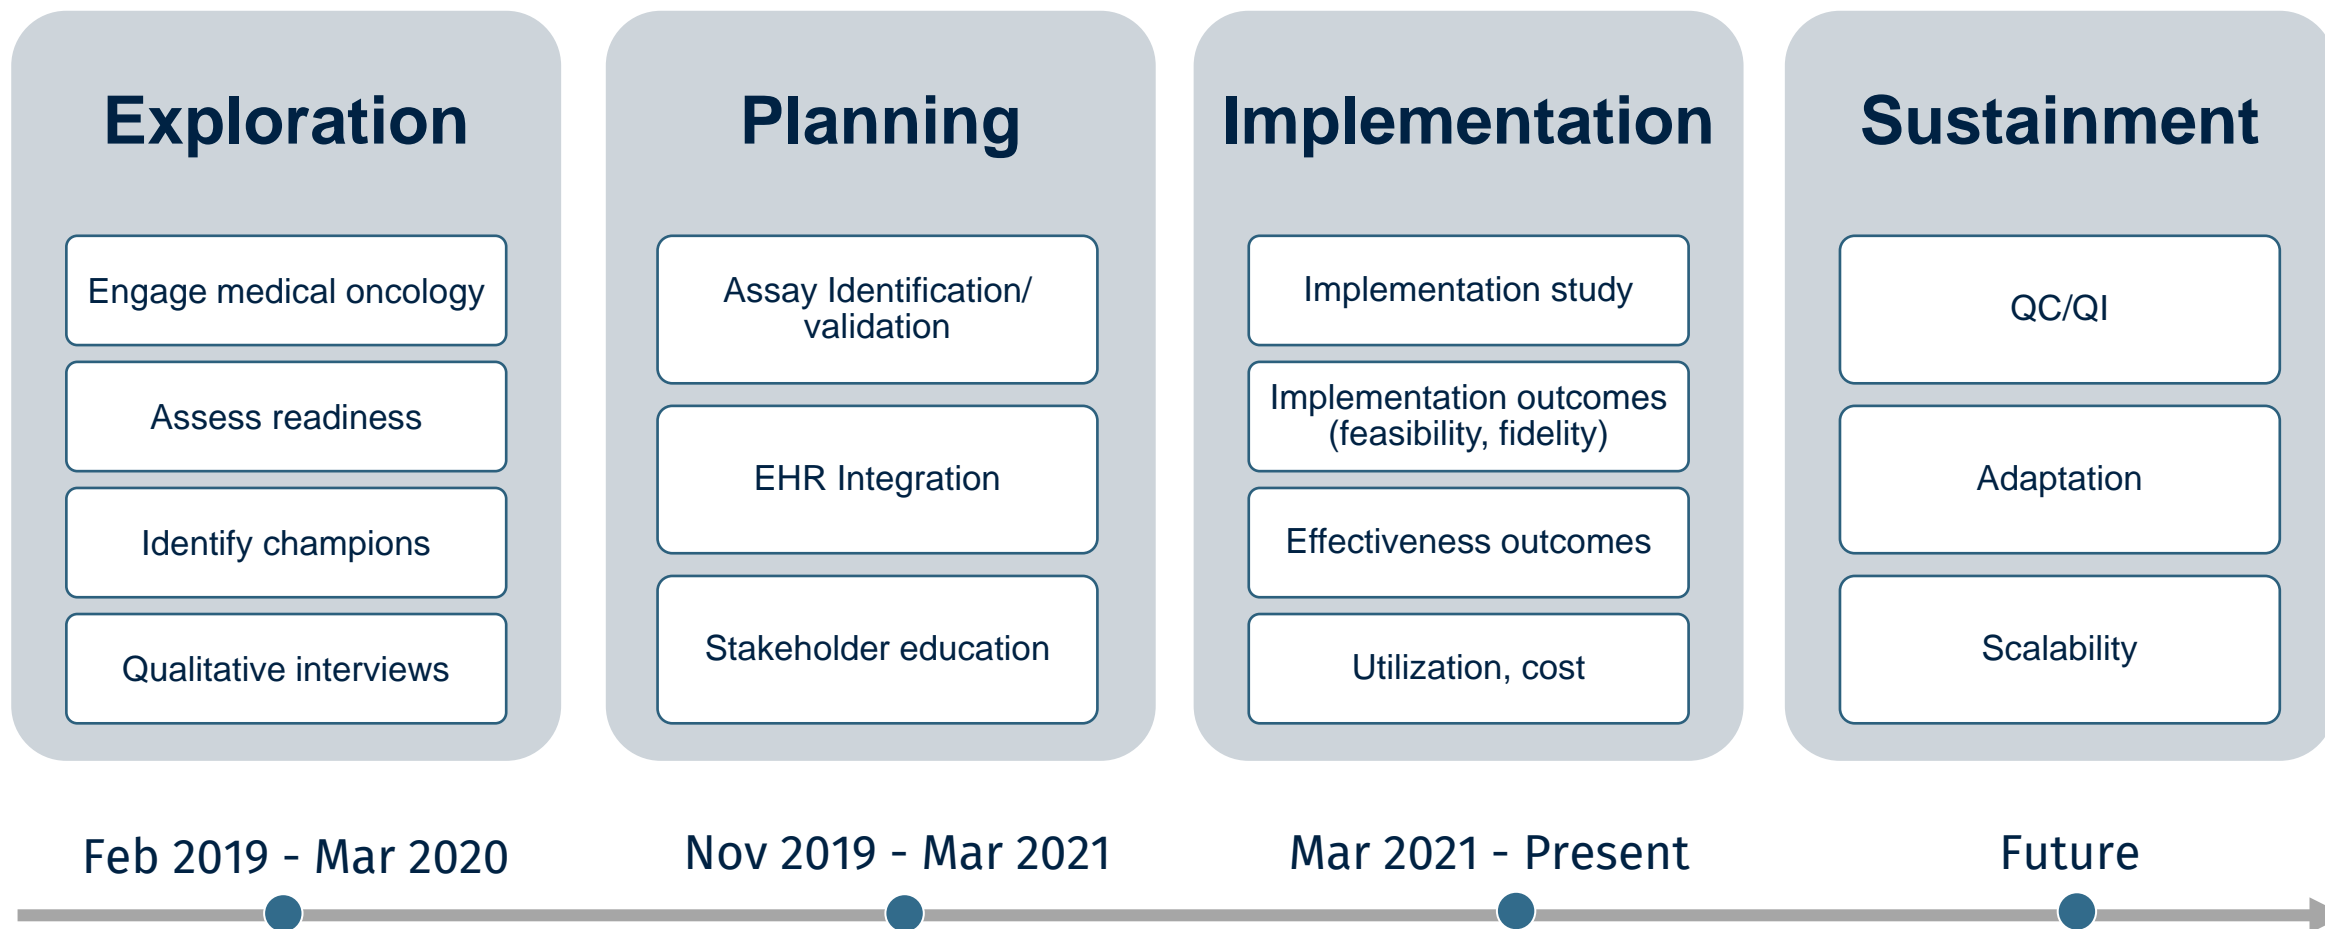 Exploration
Engage medical oncology
Assess readiness
Identify champions
Qualitative interviews
Planning
Assay Identification/
validation
EHR Integration
Stakeholder education
Implementation
Implementation study
Implementation outcomes
(feasibility, fidelity)
Effectiveness outcomes
Utilization, cost
Sustainment
QC/QI
Adaptation
Scalability
Feb 2019 - Mar 2020
Nov 2019 - Mar 2021
Mar 2021 - Present
Future